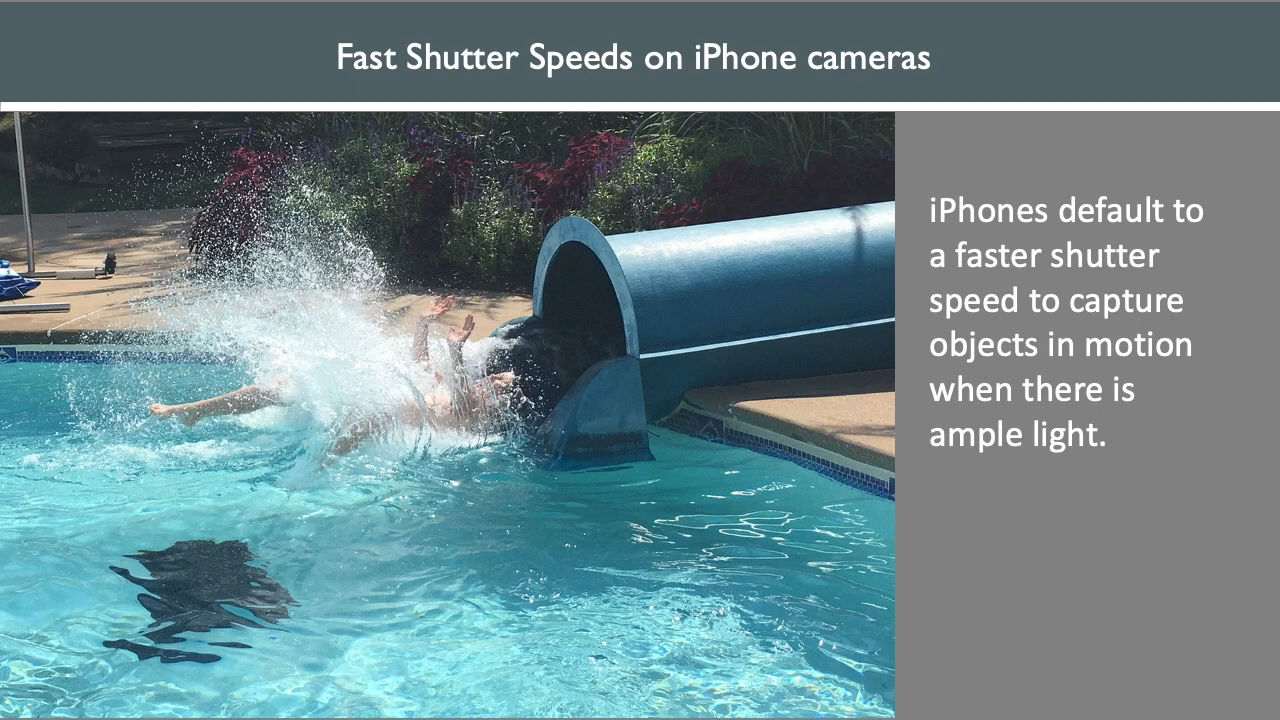 Fast Shutter Speeds on iPhone cameras
iPhones default to
a faster shutter
speed to capture
objects in motion
when there is
ample light.